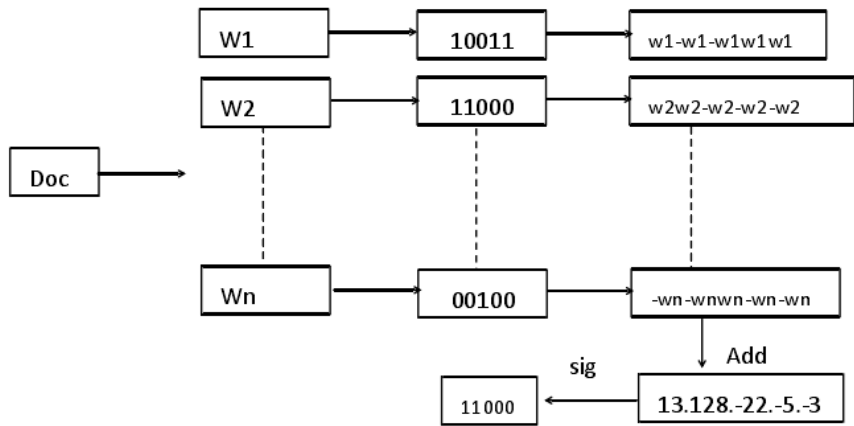 W1 10011 w1-w1-w1w1w1
W2 11000 w2w2-w2-w2-w2
Doc
Wn 00100 -wn-wnwn-wn-wn
Add
sig
11000 13.128.-22.-5.-3